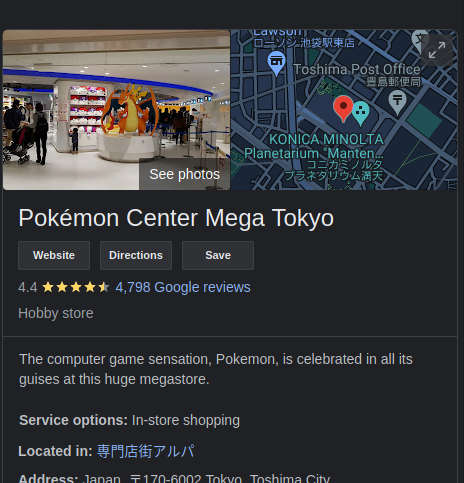 Lawson
ローソン 池袋駅東店
Toshima Post Office
豊島郵便局
KONICA MINOLTA
Planetarium "Manten...
コニカミノルタ
プラネタリウム満天
See photos
Pokémon Center Mega Tokyo
Website Directions Save
4.4 4,798 Google reviews
Hobby store
The computer game sensation, Pokemon, is celebrated in all its
guises at this huge megastore.
Service options: In-store shopping
Located in: 専門店街アルパ
Address: Japan, 〒170-6002 Tokyo, Toshima City,